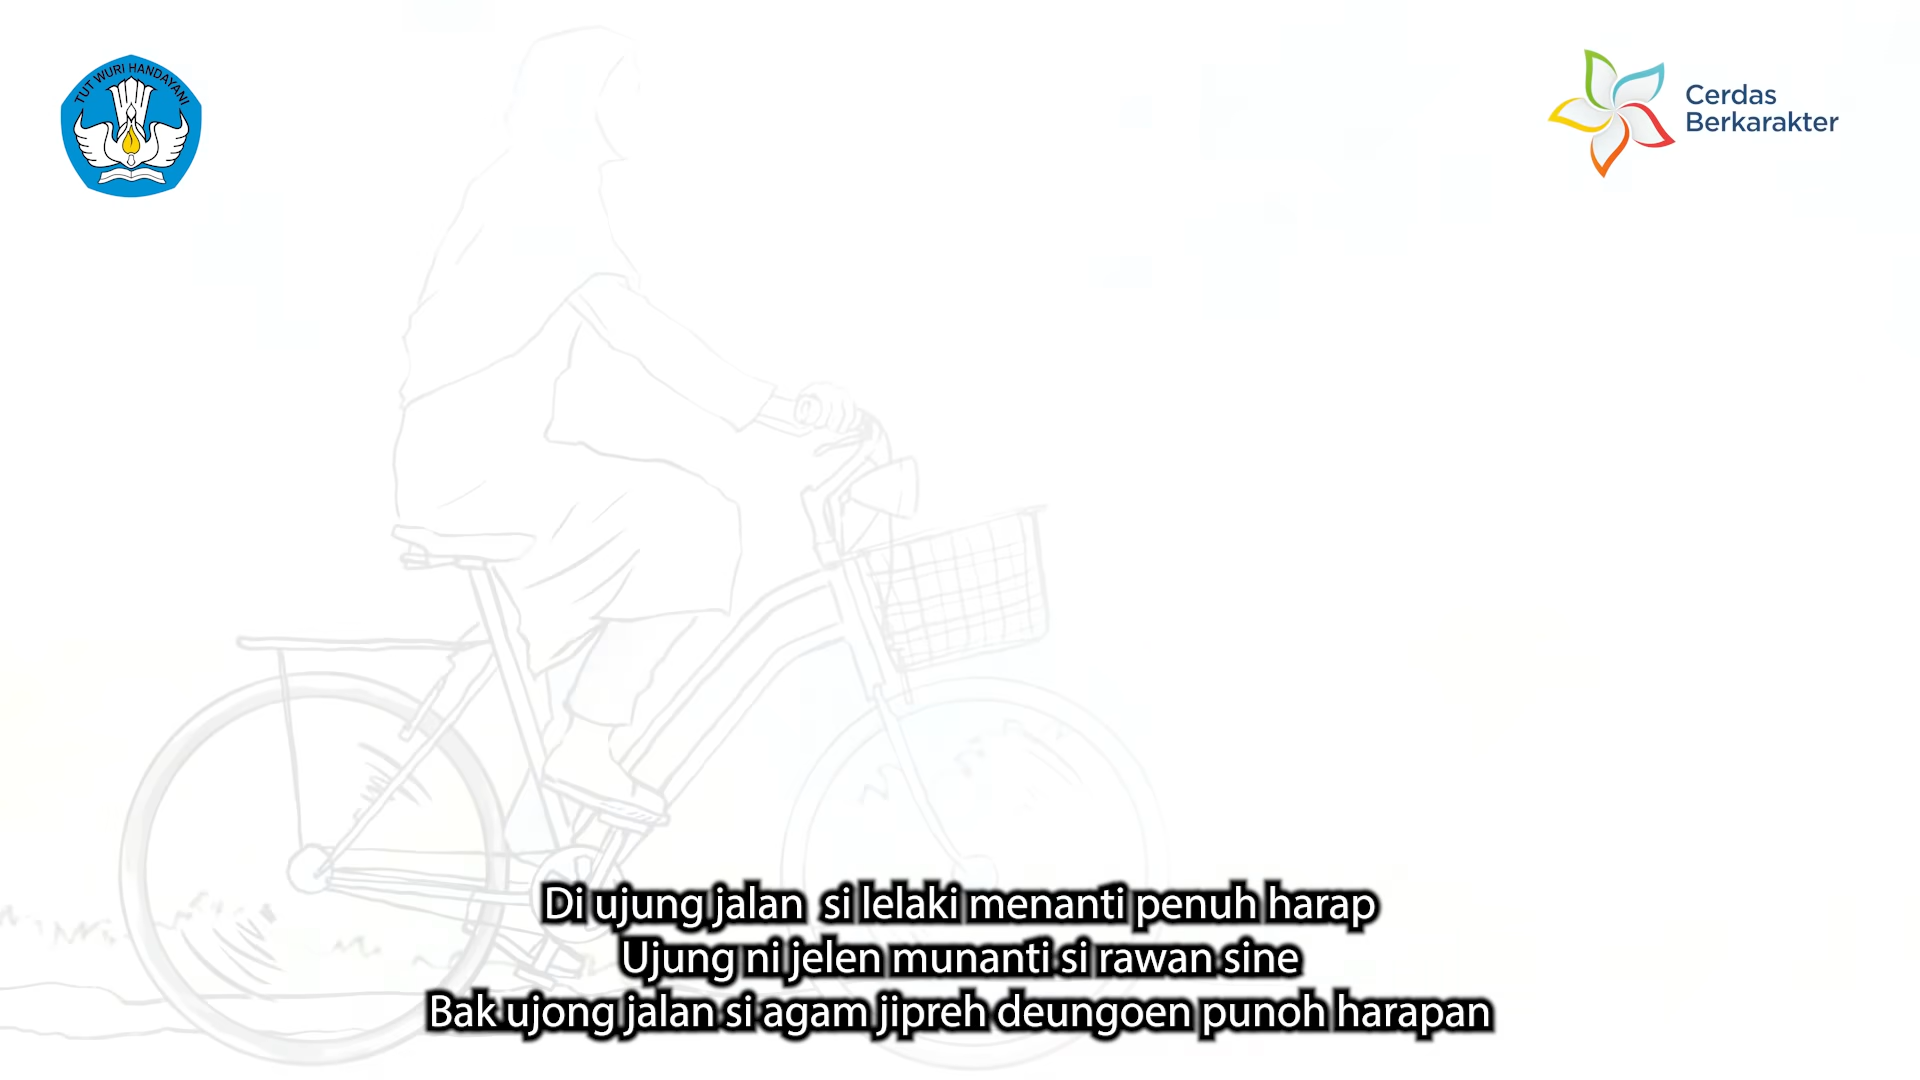 TUT WURI HANDAYANI
Cerdas
Berkarakter
Di ujung jalan si lelaki menanti penuh harap
Ujung ni jelen munanti si rawan sine
Bak ujong jalan si agam jipreh deungoen punoh harapan